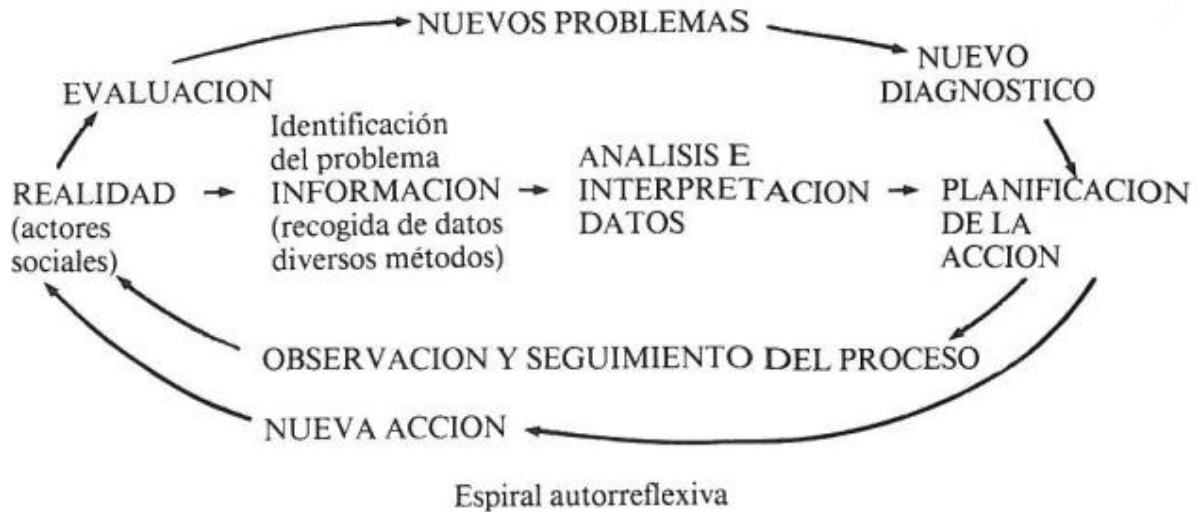 NUEVOS PROBLEMAS
NUEVO
DIAGNOSTICO
EVALUACION
Identificación
del problema
INFORMACION
(recogida de datos
diversos métodos)
REALIDAD
(actores
sociales)
ANALISIS E
INTERPRETACION
DATOS
PLANIFICACION
DE LA
ACCION
OBSERVACION Y SEGUIMIENTO DEL PROCESO
NUEVA ACCION
Espiral autorreflexiva